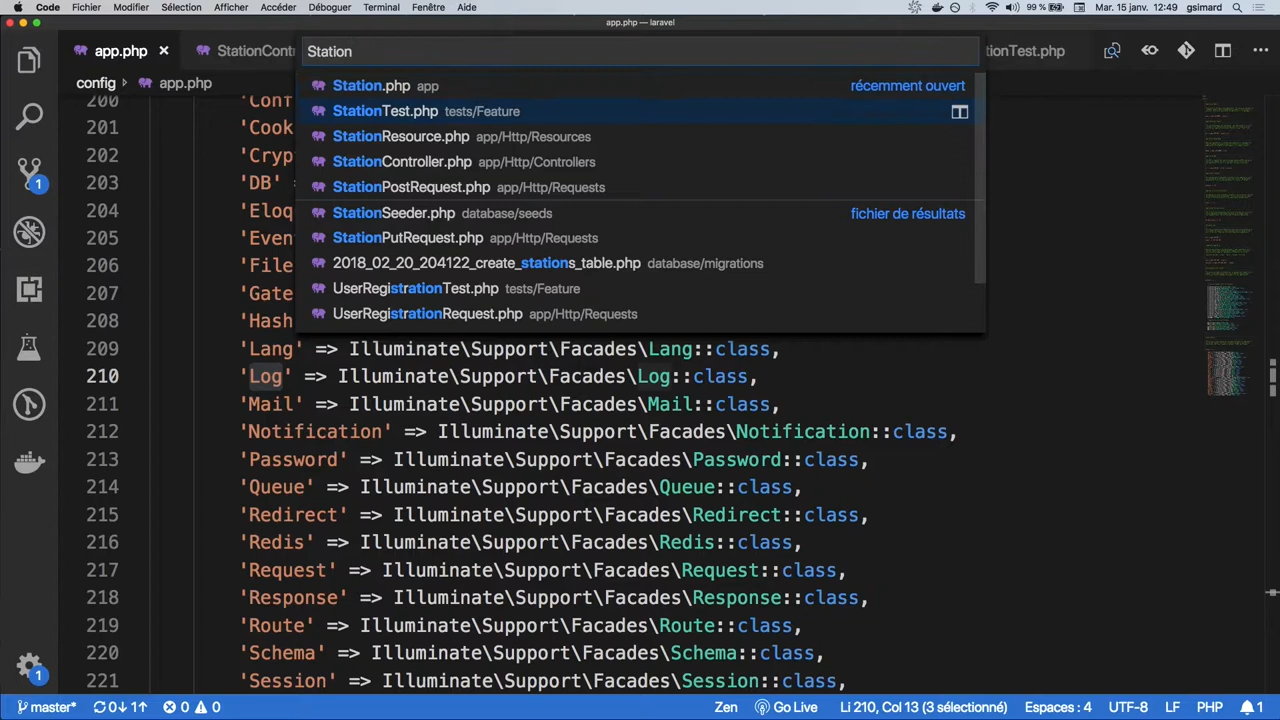 Code Fichier Modifier Sélection Afficher Accéder Déboguer Terminal Fenêtre Aide 99 % Mar. 15 janv. à 12:49 gsimard
app.php — laravel
app.php StationCont tionTest.php
Station
config app.php
Station.php app récemment ouvert
StationTest.php tests/Feature
StationResource.php app/Http/Resources
StationController.php app/Http/Controllers
StationPostRequest.php app/Http/Requests
StationSeeder.php database/seeds fichier de résultats
StationPutRequest.php app/Http/Requests
_create_stations_table.php database/migrations
UserRegistrationTest.php tests/Feature
UserRegistrationRequest.php app/Http/Requests
200 'Conf
201 'Cook
202 'Cryp
203 'DB' =
204 'Eloq
205 'Even
206 'File
207 'Gate
208 'Hash
209 'Lang' => Illuminate\Support\Facades\Lang::class,
210 'Log' => Illuminate\Support\Facades\Log::class,
211 'Mail' => Illuminate\Support\Facades\Mail::class,
212 'Notification' => Illuminate\Support\Facades\Notification::class,
213 'Password' => Illuminate\Support\Facades\Password::class,
214 'Queue' => Illuminate\Support\Facades\Queue::class,
215 'Redirect' => Illuminate\Support\Facades\Redirect::class,
216 'Redis' => Illuminate\Support\Facades\Redis::class,
217 'Request' => Illuminate\Support\Facades\Request::class,
218 'Response' => Illuminate\Support\Facades\Response::class,
219 'Route' => Illuminate\Support\Facades\Route::class,
220 'Schema' => Illuminate\Support\Facades\Schema::class,
221 'Session' => Illuminate\Support\Facades\Session::class,
1
1
master* 0↓ 1↑ 0 0 Zen Go Live Li 210, Col 13 (3 sélectionné) Espaces : 4 UTF-8 LF PHP 1